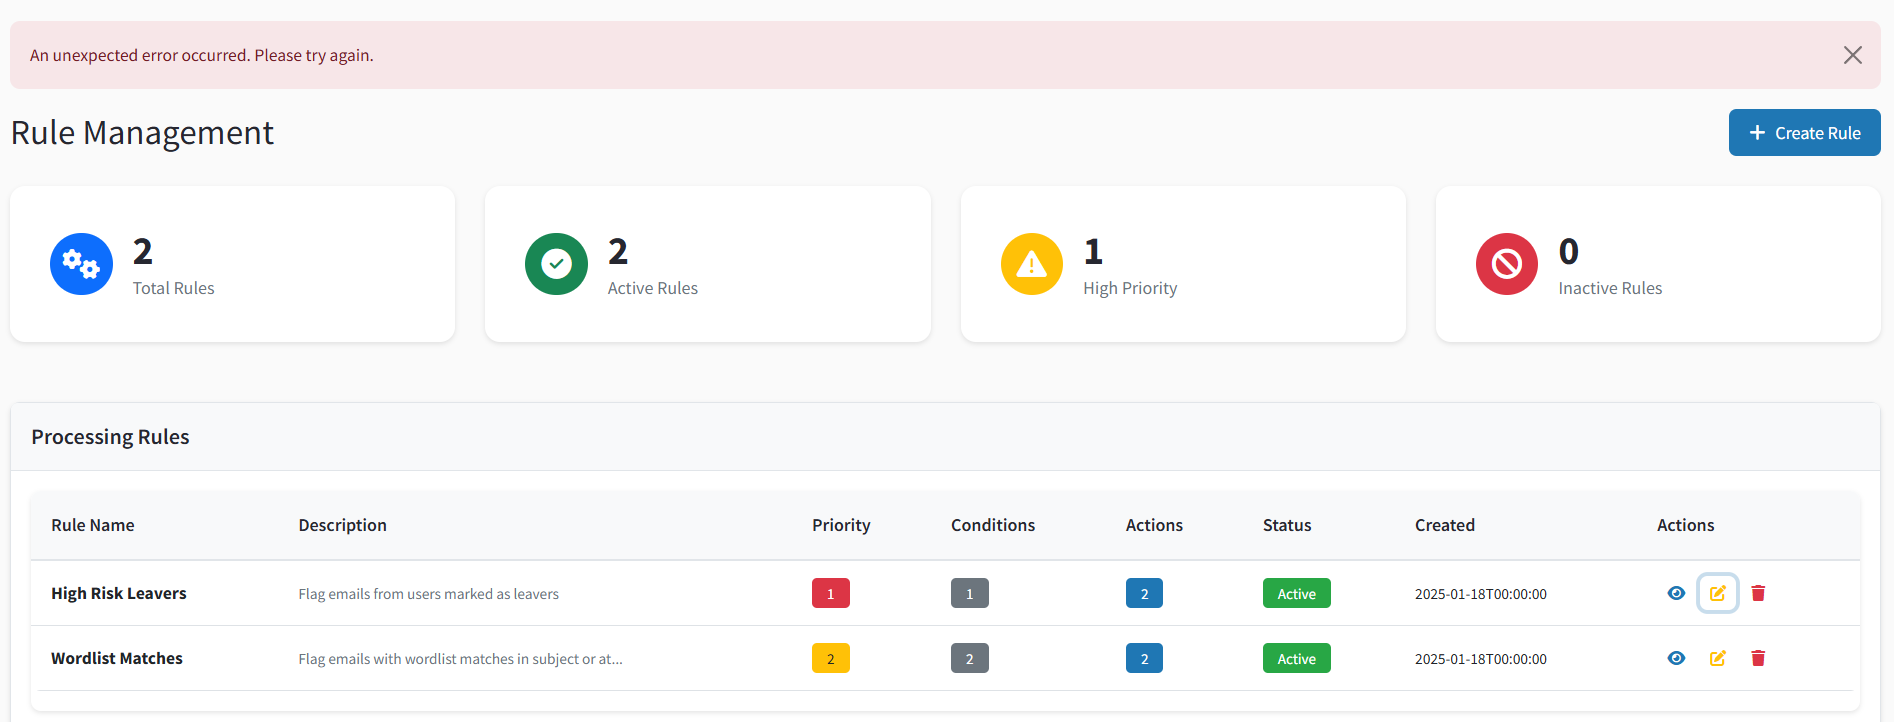 An unexpected error occurred. Please try again.
Rule Management
Create Rule
2
Total Rules
2
Active Rules
1
High Priority
0
Inactive Rules
Processing Rules
Rule Name Description Priority Conditions Actions Status Created Actions
High Risk Leavers Flag emails from users marked as leavers 1 1 2 Active 2025-01-18T00:00:00
Wordlist Matches Flag emails with wordlist matches in subject or at... 2 2 2 Active 2025-01-18T00:00:00